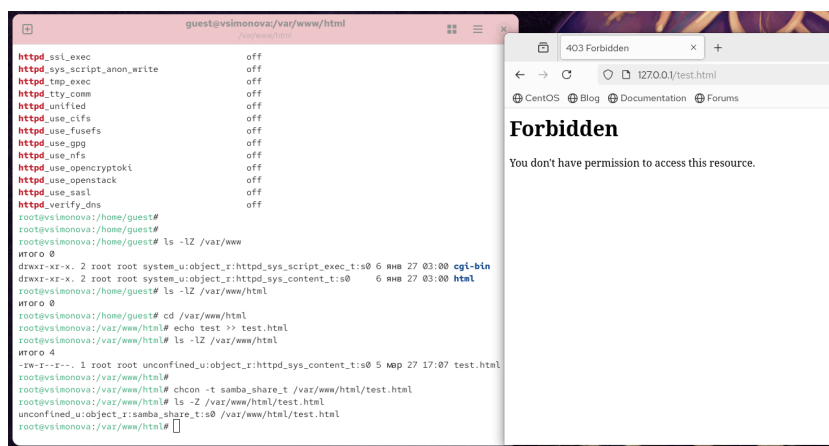 guest@vsimonova:/var/www/html
/var/www/html
httpd_ssi_exec off
httpd_sys_script_anon_write off
httpd_tmp_exec off
httpd_tty_comm off
httpd_unified off
httpd_use_cifs off
httpd_use_fusefs off
httpd_use_gpg off
httpd_use_nfs off
httpd_use_opencryptoki off
httpd_use_openstack off
httpd_use_sasl off
httpd_verify_dns off
root@vsimonova:/home/guest#
root@vsimonova:/home/guest#
root@vsimonova:/home/guest# ls -lZ /var/www
итого 0
drwxr-xr-x. 2 root root system_u:object_r:httpd_sys_script_exec_t:s0 6 янв 27 03:00 cgi-bin
drwxr-xr-x. 2 root root system_u:object_r:httpd_sys_content_t:s0 6 янв 27 03:00 html
root@vsimonova:/home/guest# ls -lZ /var/www/html
итого 0
root@vsimonova:/home/guest# cd /var/www/html
root@vsimonova:/var/www/html# echo test >> test.html
root@vsimonova:/var/www/html# ls -lZ /var/www/html
итого 4
-rw-r--r--. 1 root root unconfined_u:object_r:httpd_sys_content_t:s0 5 мар 27 17:07 test.html
root@vsimonova:/var/www/html#
root@vsimonova:/var/www/html# chcon -t samba_share_t /var/www/html/test.html
root@vsimonova:/var/www/html# ls -Z /var/www/html/test.html
unconfined_u:object_r:samba_share_t:s0 /var/www/html/test.html
root@vsimonova:/var/www/html#
403 Forbidden
127.0.0.1/test.html
CentOS Blog Documentation Forums
Forbidden
You don't have permission to access this resource.